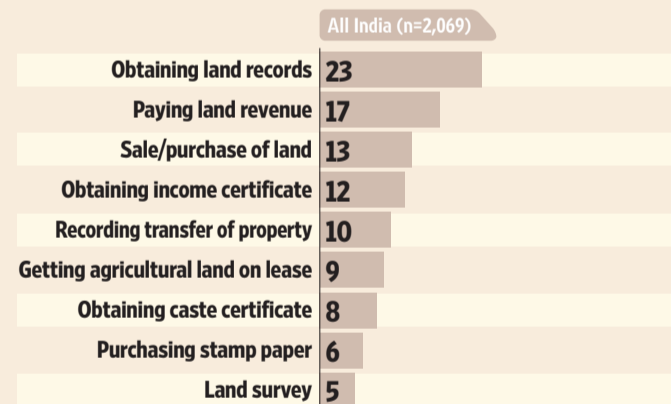 All India (n=2,069)
Obtaining land records 23
Paying land revenue 17
Sale/purchase of land 13
Obtaining income certificate 12
Recording transfer of property 10
Getting agricultural land on lease 9
Obtaining caste certificate 8
Purchasing stamp paper 6
Land survey 5